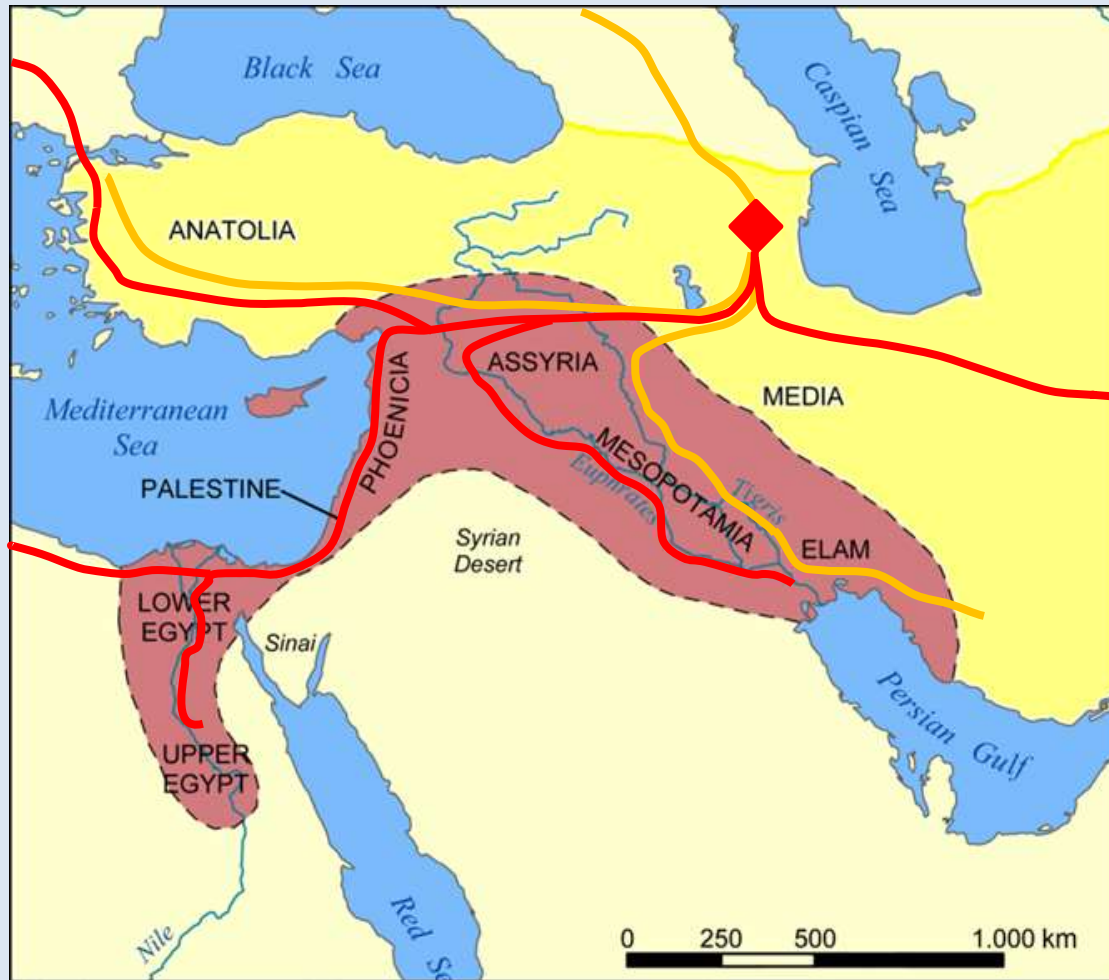 Black Sea
Caspian
Sea
ANATOLIA
ASSYRIA
MEDIA
Mediterranean
Sea
PHOENICIA
MESOPOTAMIA
Euphrates
Tigris
PALESTINE
ELAM
Syrian
Desert
LOWER
EGYPT
Sinai
Persian Gulf
UPPER
EGYPT
Nile
Red Se
0 250 500 1.000 km